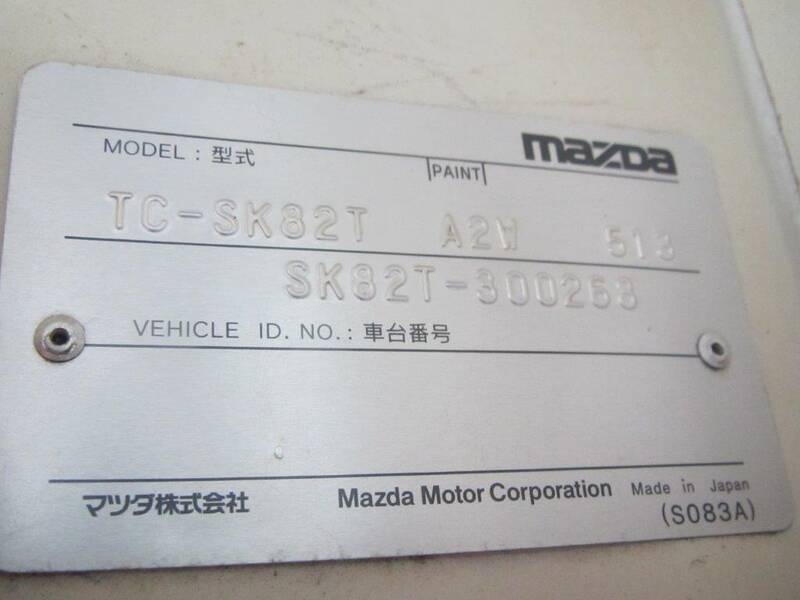 mazda
MODEL : 型式
PAINT
TC-SK82T A2W 513
SK82T-300263
VEHICLE ID. NO. : 車台番号
マツダ株式会社 Mazda Motor Corporation Made in Japan
(S083A)